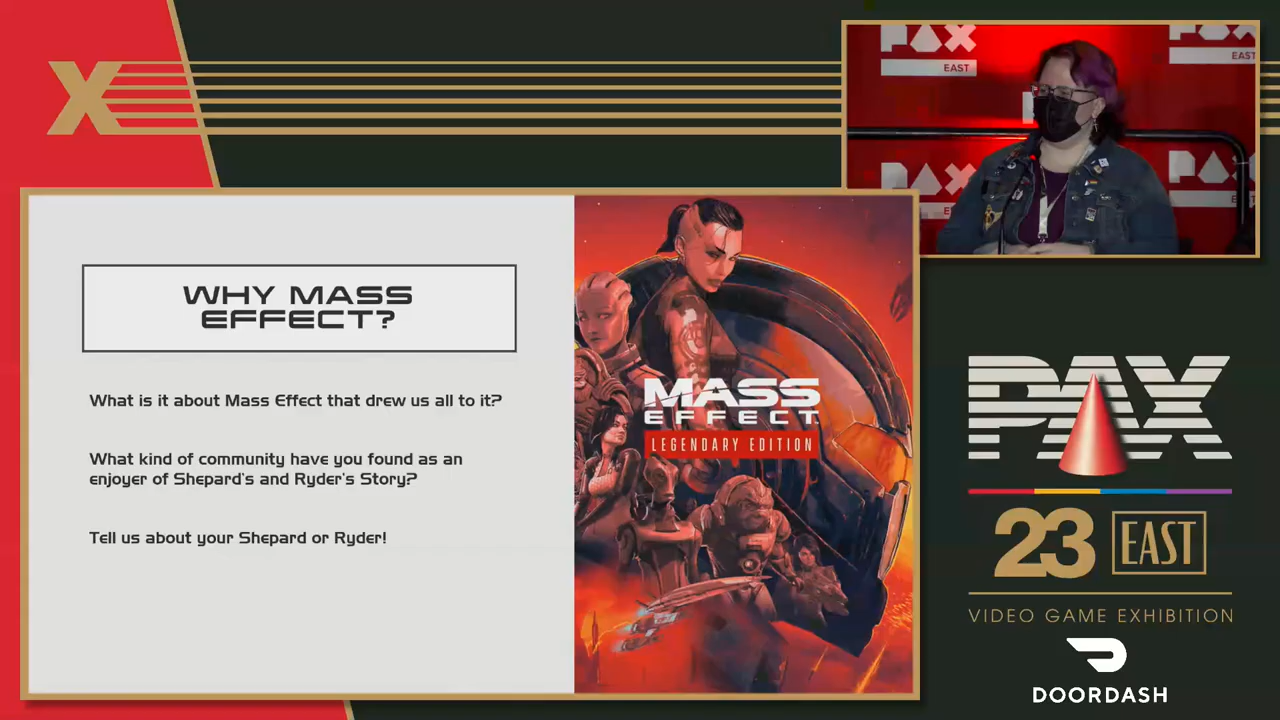 X
PAX
EAST
PAX
EAST
PAX
PAX
WHY MASS
EFFECT?
What is it about Mass Effect that drew us all to it?
What kind of community have you found as an
enjoyer of Shepard's and Ryder's Story?
Tell us about your Shepard or Ryder!
MASS
EFFECT
LEGENDARY EDITION
PAX
23 EAST
VIDEO GAME EXHIBITION
DOORDASH